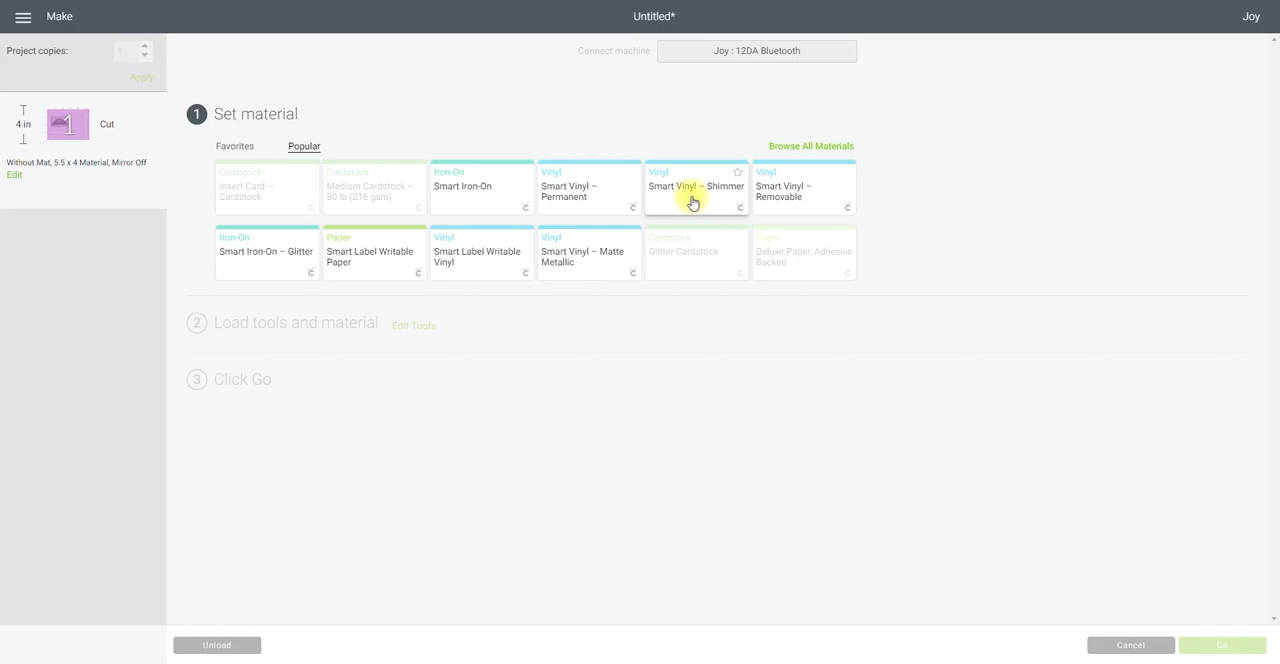 Make
Untitled*
Joy
Project copies:
1
Apply
Connect machine
Joy : 12DA Bluetooth
4 in
1
Cut
Without Mat, 5.5 x 4 Material, Mirror Off
Edit
1 Set material
Favorites
Popular
Browse All Materials
Cardstock
Insert Card –
Cardstock
Cardstock
Medium Cardstock –
80 lb (216 gsm)
Iron-On
Smart Iron-On
Vinyl
Smart Vinyl –
Permanent
Vinyl
Smart Vinyl – Shimmer
Vinyl
Smart Vinyl –
Removable
Iron-On
Smart Iron-On – Glitter
Paper
Smart Label Writable
Paper
Vinyl
Smart Label Writable
Vinyl
Vinyl
Smart Vinyl – Matte
Metallic
Cardstock
Glitter Cardstock
Paper
Deluxe Paper, Adhesive
Backed
2 Load tools and material
Edit Tools
3 Click Go
Unload
Cancel
Go